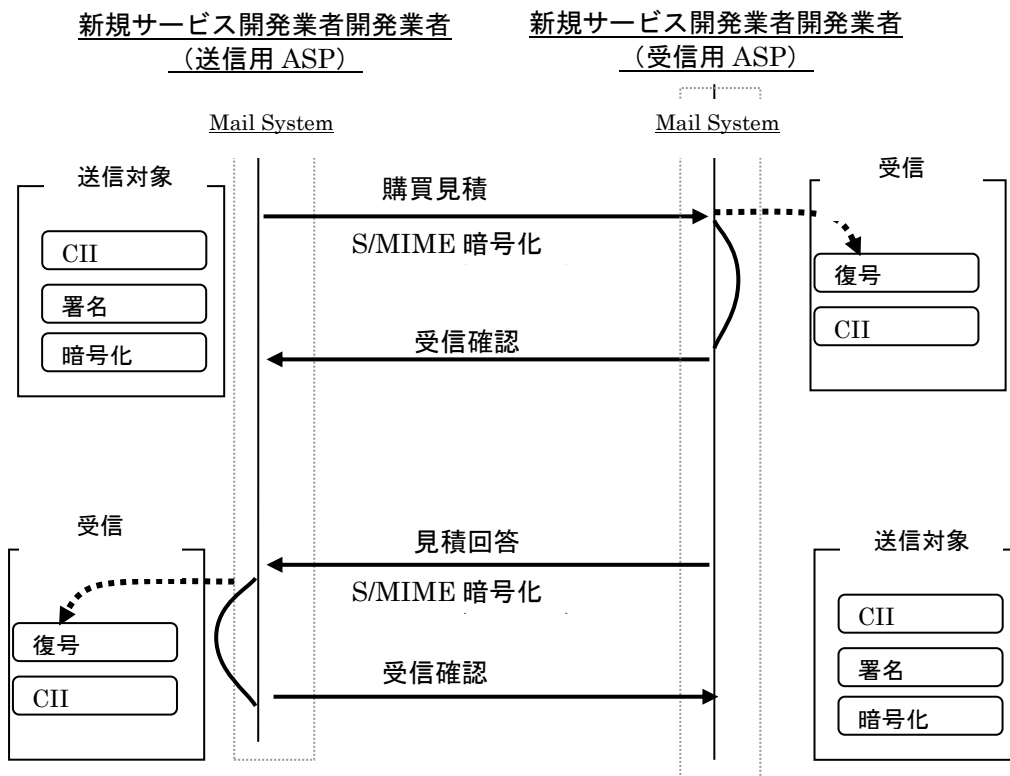 新規サービス開発業者開発業者
（送信用 ASP）
新規サービス開発業者開発業者
（受信用 ASP）
Mail System
Mail System
送信対象
CII
署名
暗号化
購買見積
S/MIME 暗号化
受信確認
受信
復号
CII
受信
復号
CII
見積回答
S/MIME 暗号化
受信確認
送信対象
CII
署名
暗号化